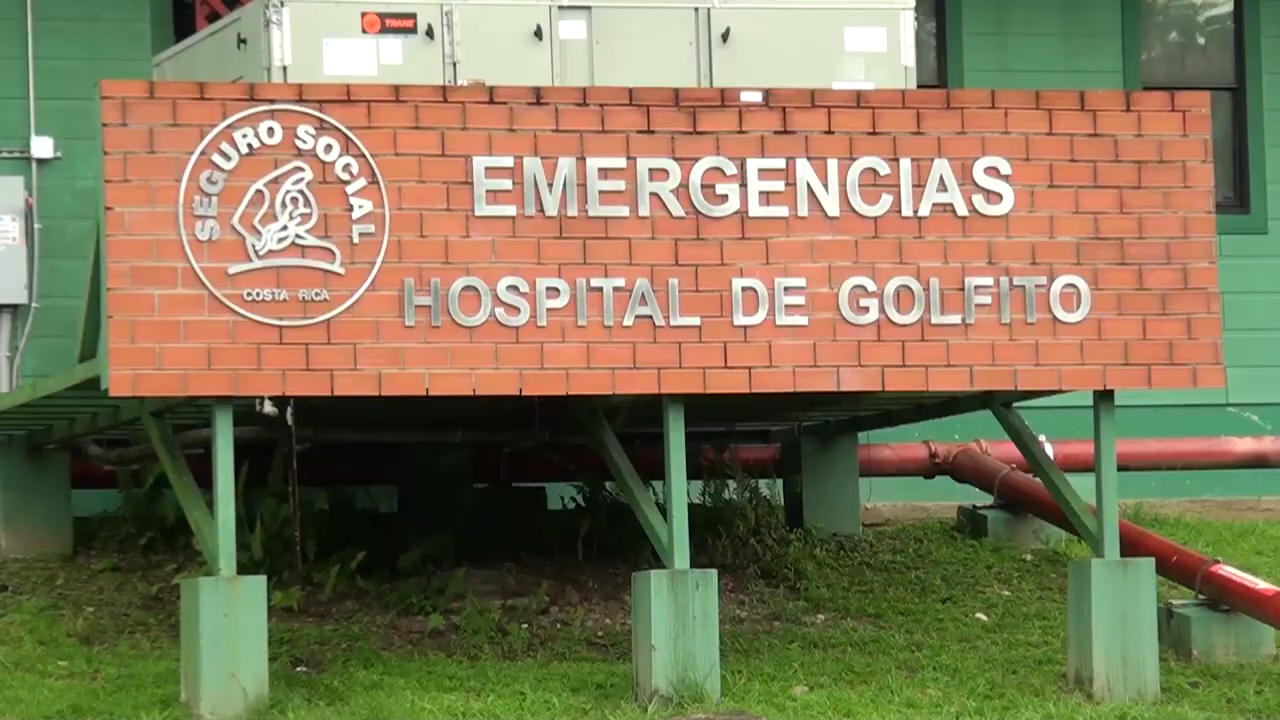 TRANE
SEGURO SOCIAL
COSTA RICA
EMERGENCIAS
HOSPITAL DE GOLFITO